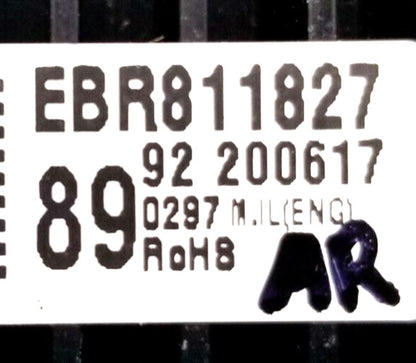 EBR811827
89 92 200617
0297 M.IL(ENG)
RoHS
AR